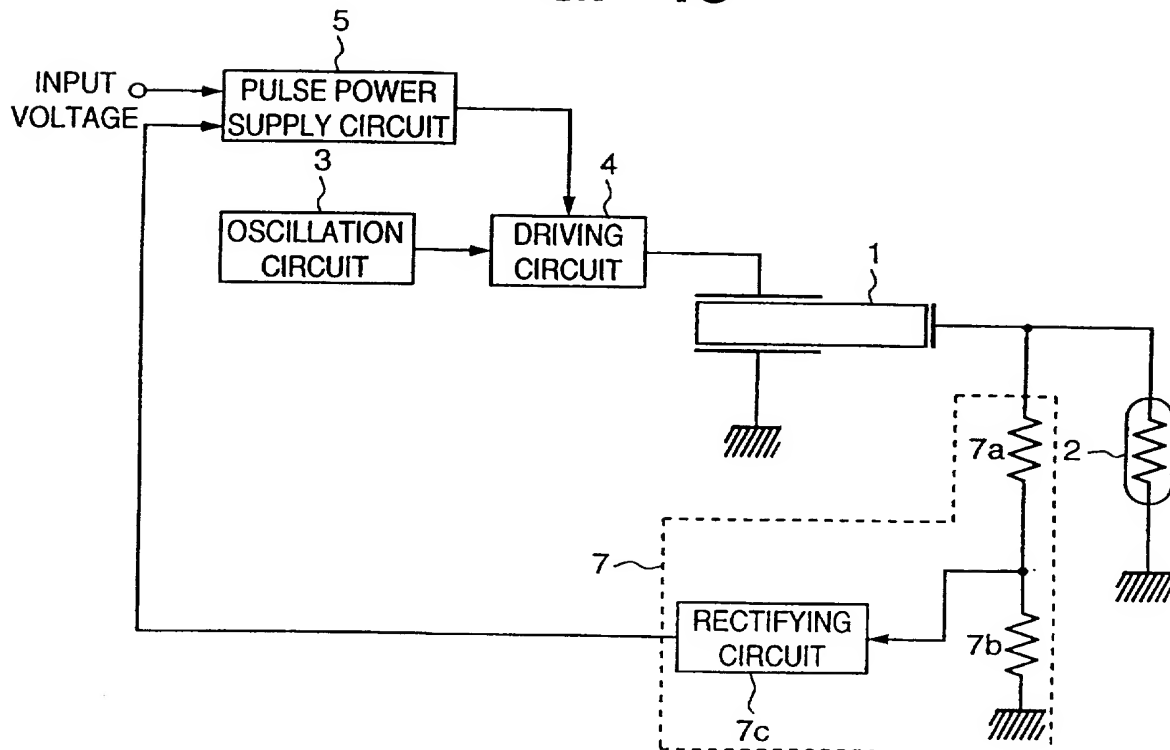 5
INPUT
VOLTAGE
PULSE POWER
SUPPLY CIRCUIT
3
4
OSCILLATION
CIRCUIT
DRIVING
CIRCUIT
1
7a
2
7
RECTIFYING
CIRCUIT
7b
7c